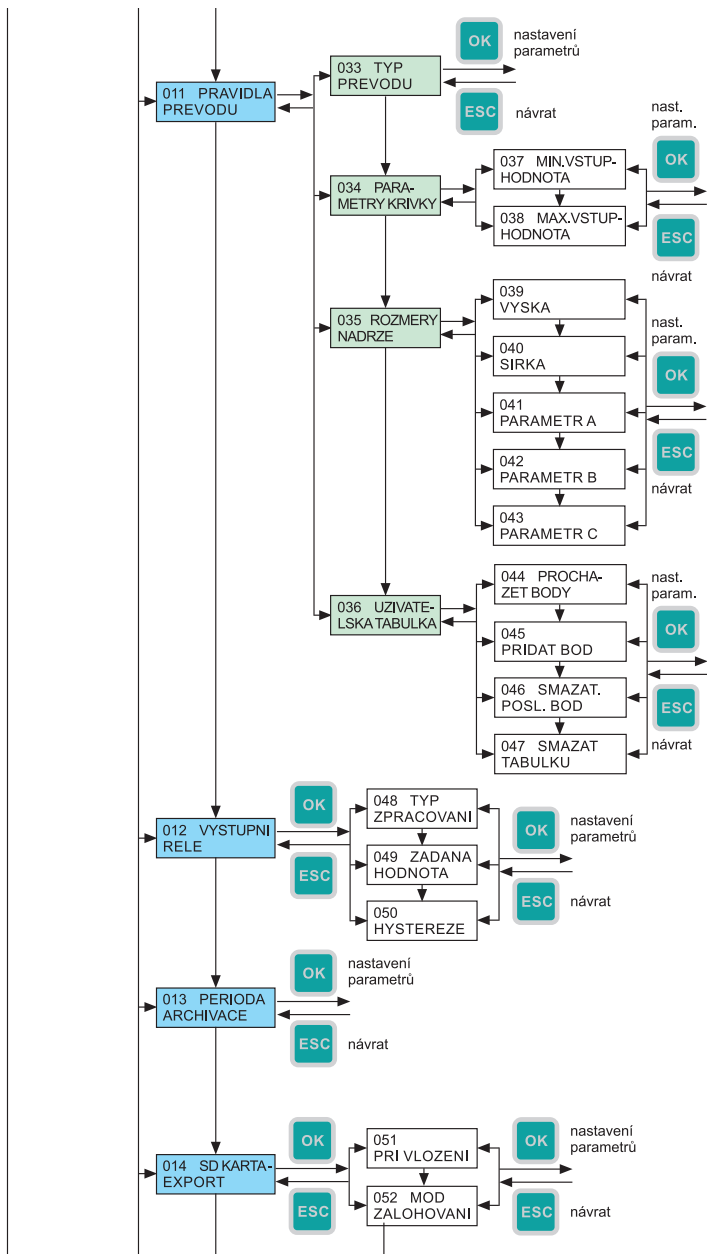 OK
nastavení
parametrů
033 TYP
PREVODU
ESC
návrat
011 PRAVIDLA
PREVODU
nast.
param.
OK
034 PARA-
METRY KRIVKY
037 MIN.VSTUP-
HODNOTA
038 MAX.VSTUP-
HODNOTA
ESC
návrat
035 ROZMERY
NADRZE
039
VYSKA
040
SIRKA
041
PARAMETR A
042
PARAMETR B
043
PARAMETR C
nast.
param.
OK
ESC
návrat
036 UZIVATE-
LSKA TABULKA
044 PROCHA-
ZET BODY
045
PRIDAT BOD
046 SMAZAT.
POSL. BOD
047 SMAZAT
TABULKU
nast.
param.
OK
ESC
návrat
012 VYSTUPNI
RELE
OK
ESC
048 TYP
ZPRACOVANI
049 ZADANA
HODNOTA
050
HYSTEREZE
OK
nastavení
parametrů
ESC
návrat
013 PERIODA
ARCHIVACE
OK
nastavení
parametrů
ESC
návrat
014 SD KARTA-
EXPORT
OK
ESC
051
PRI VLOZENI
052 MOD
ZALOHOVANI
OK
nastavení
parametrů
ESC
návrat